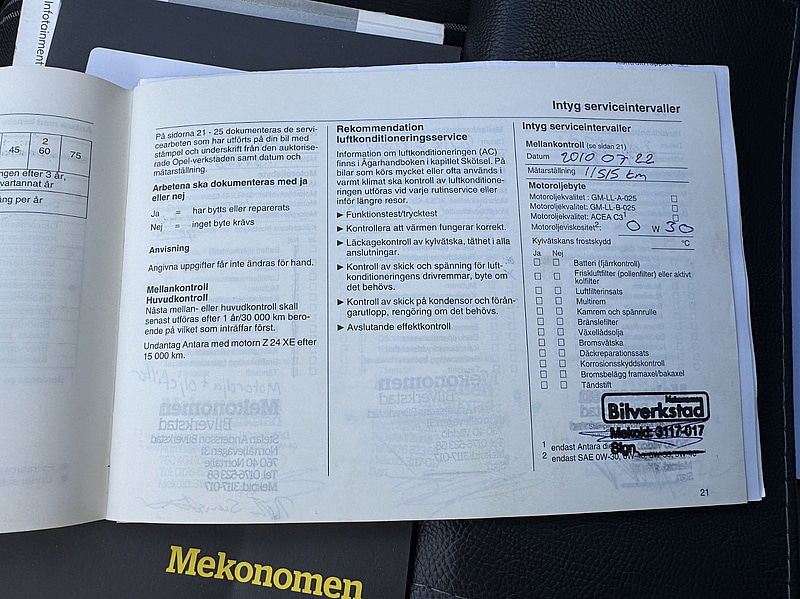 Infotainment
45
2
60
75
ngen efter 3 år,
vartannat år
ång per år
Intyg serviceintervaller
På sidorna 21 - 25 dokumenteras de servi-
cearbeten som har utförts på din bil med
stämpel och underskrift från den auktorise-
rade Opel-verkstaden samt datum och
mätarställning.
Arbetena ska dokumenteras med ja
eller nej
Ja = har bytts eller reparerats
Nej = inget byte krävs
Anvisning
Angivna uppgifter får inte ändras för hand.
Mellankontroll
Huvudkontroll
Nästa mellan- eller huvudkontroll skall
senast utföras efter 1 år/30 000 km bero-
ende på vilket som inträffar först.
Undantag Antara med motorn Z 24 XE efter
15 000 km.
Rekommendation
luftkonditioneringsservice
Information om luftkonditioneringen (AC)
finns i Ägarhandboken i kapitlet Skötsel. På
bilar som körs mycket eller ofta används i
varmt klimat ska kontroll av luftkondione-
ringen utföras vid varje rutinservice eller
inför längre resor.
► Funktionstest/trycktest
► Kontrollera att värmen fungerar korrekt.
► Läckagekontroll av kylvätska, täthet i alla
anslutningar.
► Kontroll av skick och spänning för luft-
konditioneringens drivremmar, byte om
det behövs.
► Kontroll av skick på kondensor och förån-
garutlopp, rengöring om det behövs.
► Avslutande effektkontroll
Intyg serviceintervaller
Mellankontroll (se sidan 21)
Datum 2010 07 22
Mätarställning 11515 km
Motoroljebyte
Motoroljekvalitet : GM-LL-A-025
Motoroljekvalitet: GM-LL-B-025
Motoroljekvalitet: ACEA C3¹
Motoroljeviskositet²: 0 W 30
Kylvätskans frostskydd °C
Ja Nej
Batteri (fjärrkontroll)
Friskluftfilter (pollenfilter) eller aktivt
kolfilter
Luftfilterinsats
Multirem
Kamrem och spännrulle
Bränslefilter
Växellådsolja
Bromsvätska
Däckreparationssats
Korrosionsskyddskontroll
Bromsbelägg framaxel/bakaxel
Tändstift
Mekonomen
Bilverkstad
Mekoid: 3117-017
Sign.
1 endast Antara die
2 endast SAE 0W-30,
21
Mekonomen